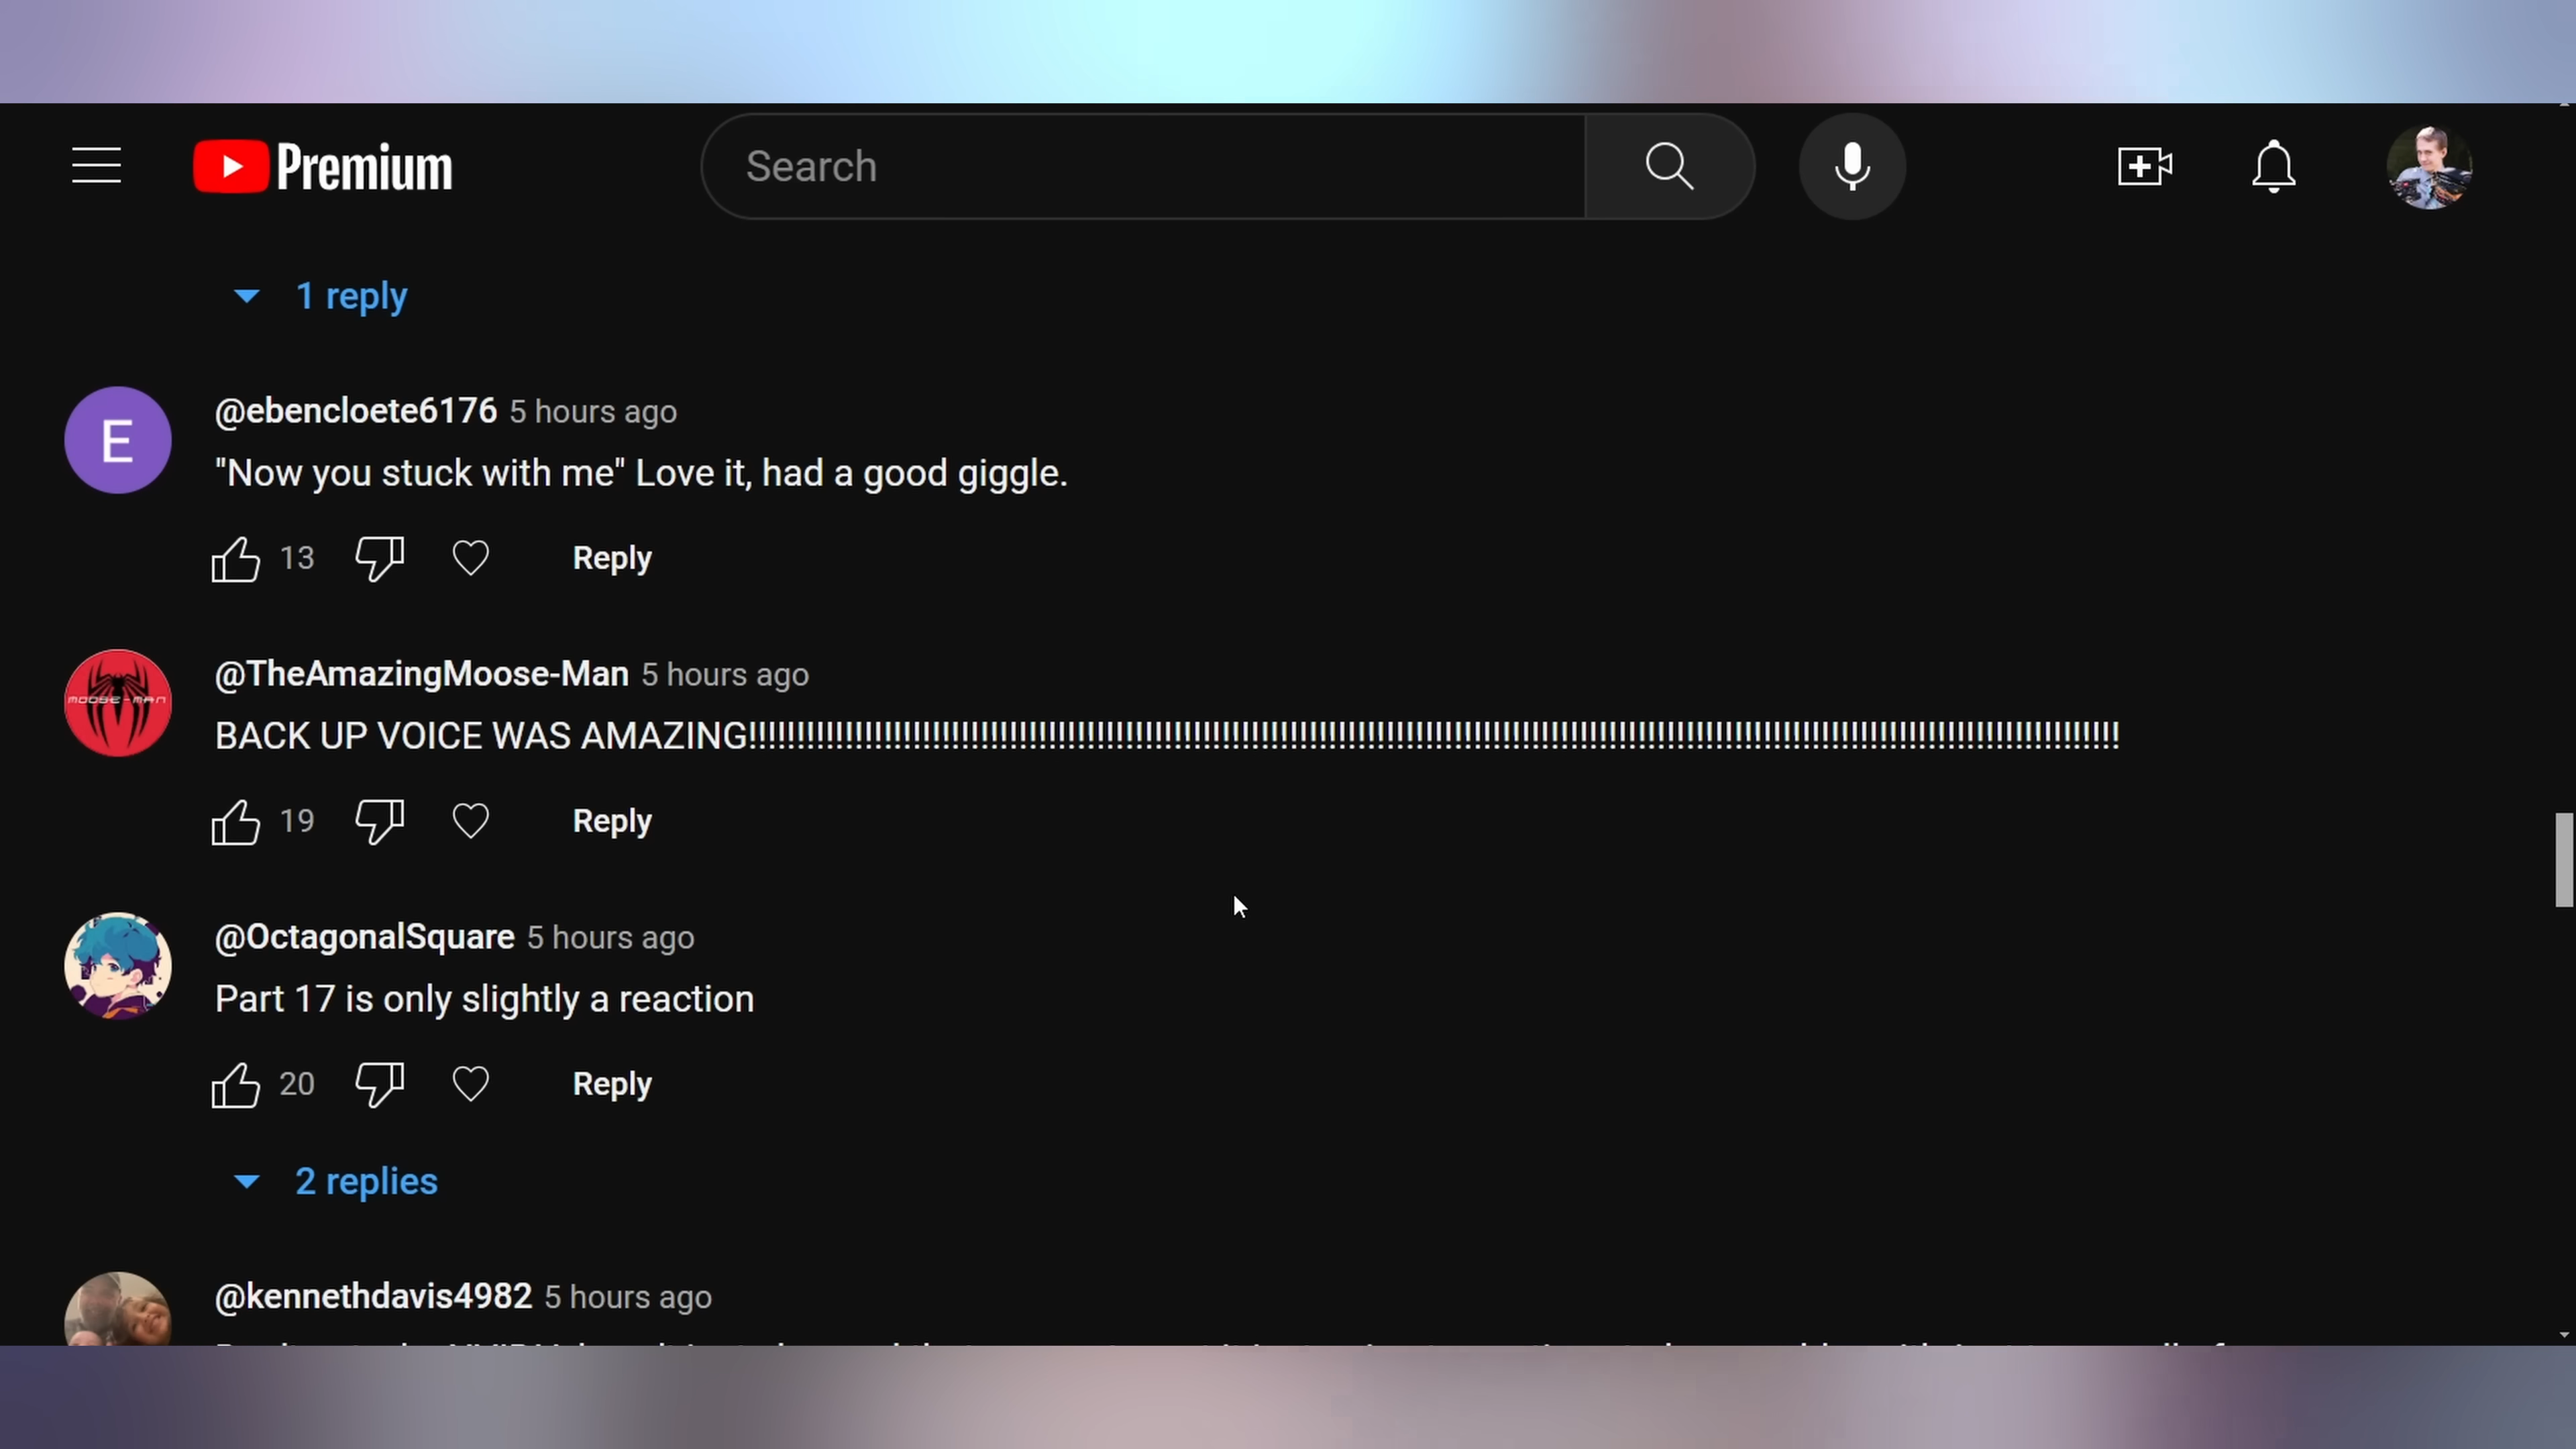 Premium
Search
1 reply
E
@ebencloete6176 5 hours ago
"Now you stuck with me" Love it, had a good giggle.
13
Reply
MOOSE-MAN
@TheAmazingMoose-Man 5 hours ago
BACK UP VOICE WAS AMAZING!!!!!!!!!!!!!!!!!!!!!!!!!!!!!!!!!!!!!!!!!!!!!!!!!!!!!!!!!!!!!!!!!!!!!!!!!!!!!!!!!!!!!!!!!!!!!!!!!!!!!!!!!!!!!!!!!!!!!!!!!!!!!!!!!!!!!!!!!!!!!!
19
Reply
@OctagonalSquare 5 hours ago
Part 17 is only slightly a reaction
20
Reply
2 replies
@kennethdavis4982 5 hours ago